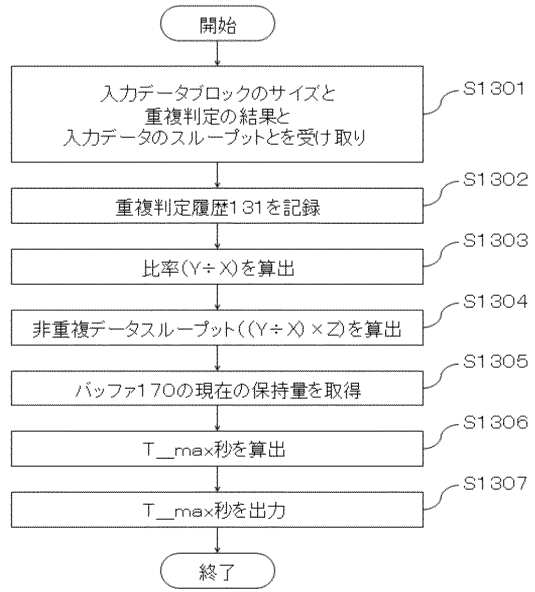 開始
入力データブロックのサイズと
重複判定の結果と
入力データのスループットとを受け取り
S1301
重複判定履歴131を記録
S1302
比率(Y÷X)を算出
S1303
非重複データスループット((Y÷X)×Z)を算出
S1304
バッファ170の現在の保持量を取得
S1305
T＿max秒を算出
S1306
T＿max秒を出力
S1307
終了